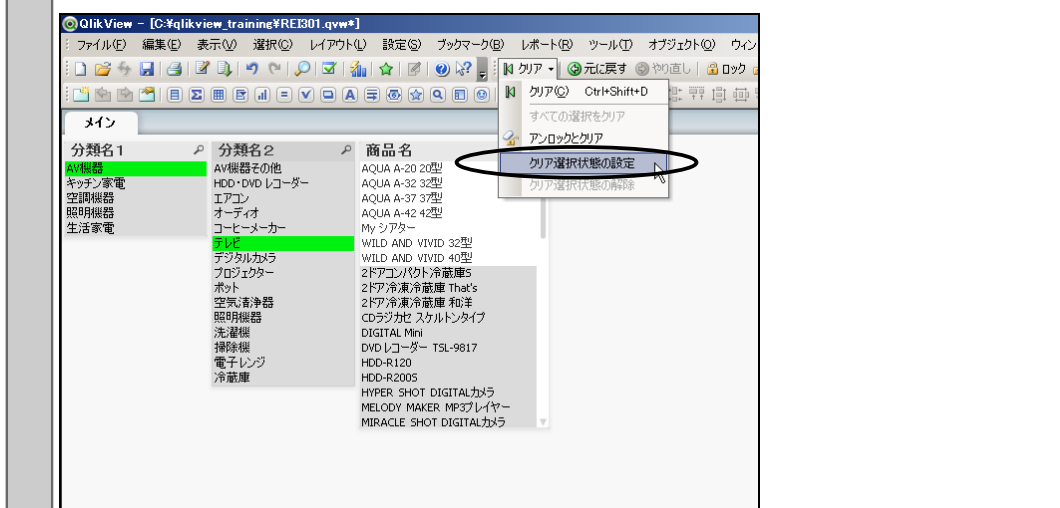 QlikView - [C:¥qlikview_training¥REI301.qvw*]
ファイル(F) 編集(E) 表示(V) 選択(C) レイアウト(L) 設定(S) ブックマーク(B) レポート(R) ツール(T) オブジェクト(O) ウィン
クリア 元に戻す やり直し ロック
クリア(C) Ctrl+Shift+D
すべての選択をクリア
アンロックとクリア
クリア選択状態の設定
クリア選択状態の解除
メイン
分類名1
AV機器
キッチン家電
空調機器
照明機器
生活家電
分類名2
AV機器その他
HDD・DVD レコーダー
エアコン
オーディオ
コーヒーメーカー
テレビ
デジタルカメラ
プロジェクター
ポット
空気清浄器
照明機器
洗濯機
掃除機
電子レンジ
冷蔵庫
商品名
AQUA A-20 20型
AQUA A-32 32型
AQUA A-37 37型
AQUA A-42 42型
My シアター
WILD AND VIVID 32型
WILD AND VIVID 40型
2ドアコンパクト冷蔵庫S
2ドア冷凍冷蔵庫 That's
2ドア冷凍冷蔵庫 和洋
CDラジカセ スケルトンタイプ
DIGITAL Mini
DVD レコーダー TSL-9817
HDD-R120
HDD-R200S
HYPER SHOT DIGITALカメラ
MELODY MAKER MP3プレイヤー
MIRACLE SHOT DIGITALカメラ